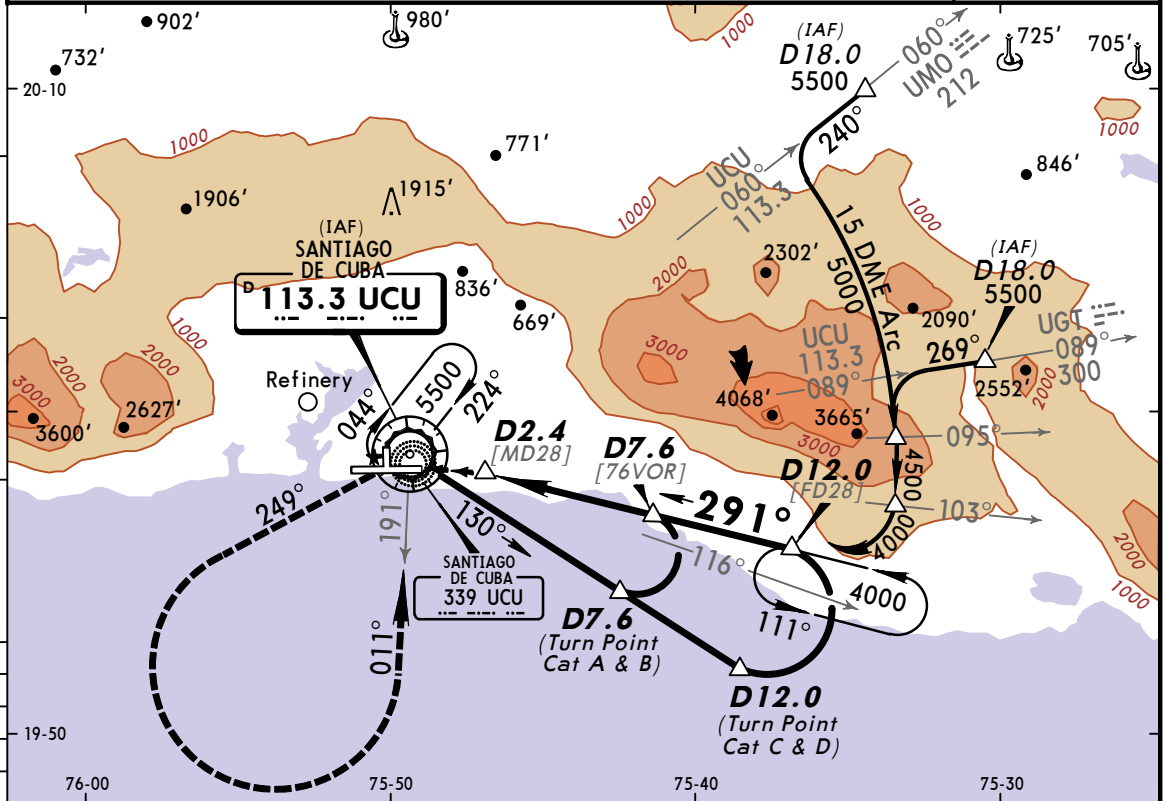 902'
980'
1000
(IAF)
D18.0
5500
060°
UMO
212
725'
705'
732'
20-10
1000
771'
240°
1000
846'
1906'
1915'
UCU
060°
113.3
1000
1000
(IAF)
SANTIAGO
DE CUBA
D 113.3 UCU
836'
669'
2302'
2000
15 DME Arc
5000
(IAF)
D18.0
5500
2090'
UGT
089°
300
269°
1000
2000
3000
3600'
2627'
2000
Refinery
044°
5500
224°
3000
UCU
113.3
089°
4068'
3665'
3000
2552'
2000
095°
D2.4
[MD28]
D7.6
[76VOR]
D12.0
[FD28]
4500
4000
103°
291°
249°
191°
130°
116°
SANTIAGO
DE CUBA
339 UCU
4000
111°
2000
1000
011°
D7.6
(Turn Point
Cat A & B)
D12.0
(Turn Point
Cat C & D)
19-50
76-00
75-50
75-40
75-30